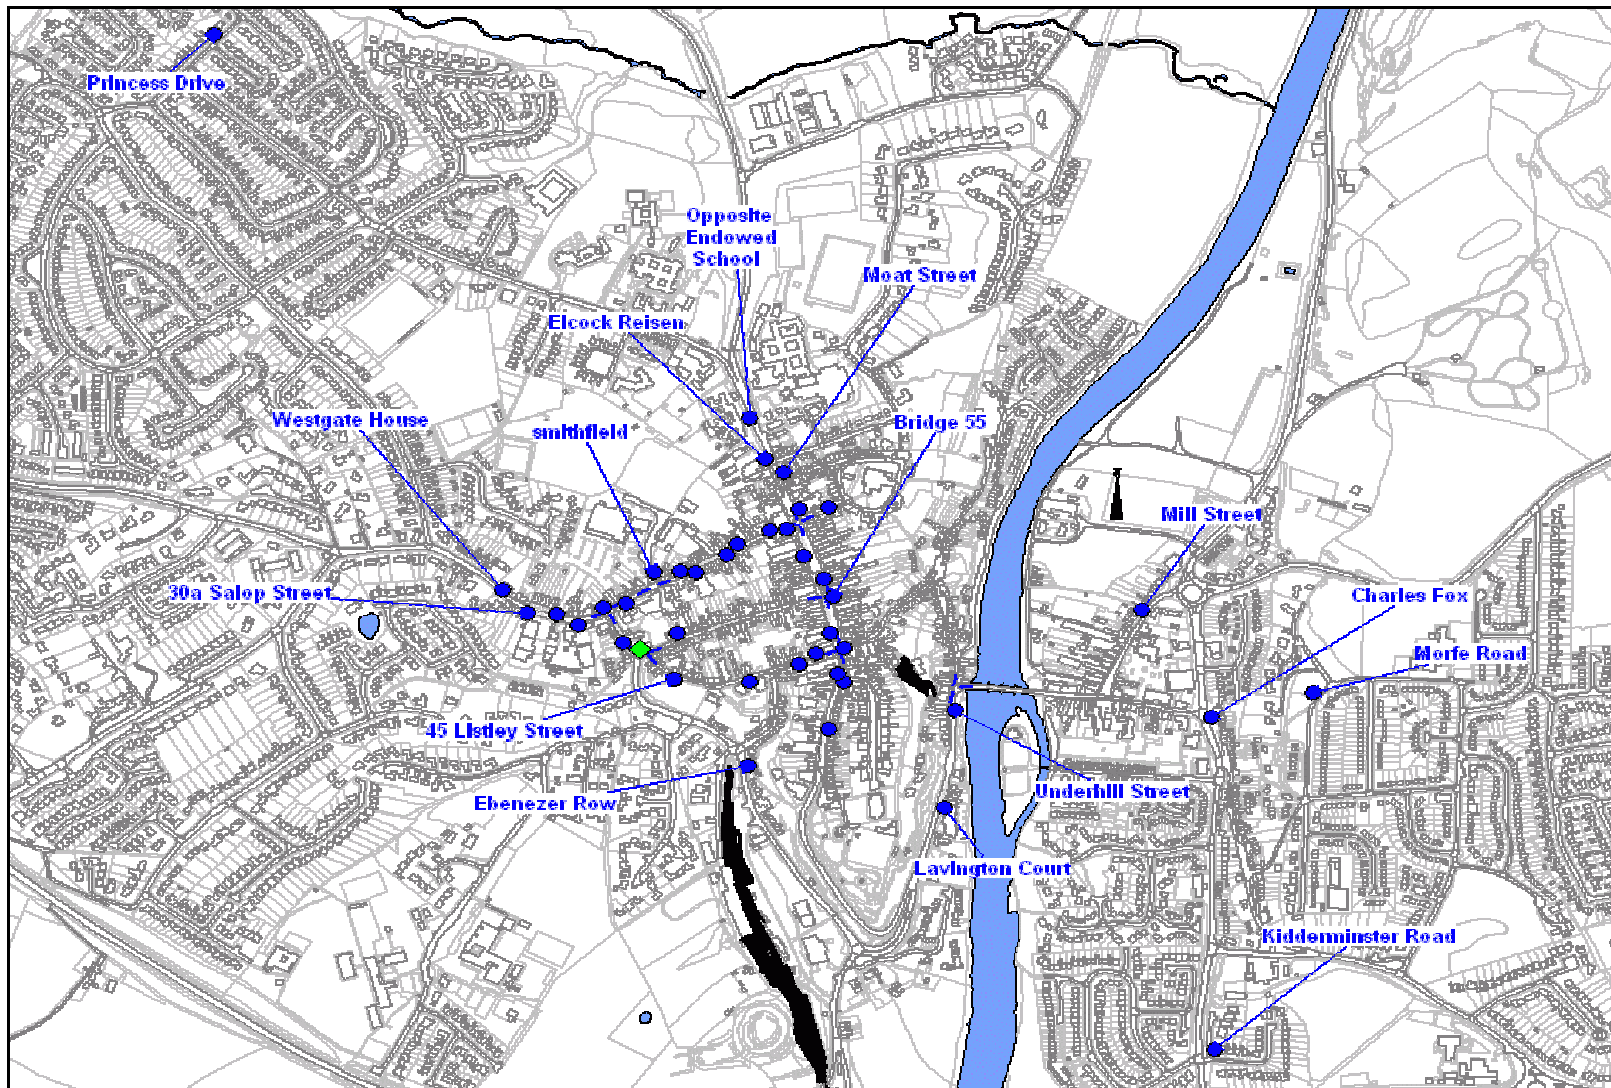 Princess Drive
Opposite
Endowed
School
Moat Street
Elcock Reisen
Westgate House
smithfield
Bridge 55
Mill Street
30a Salop Street
Charles Fox
Morfe Road
45 Listley Street
Ebenezer Row
Underhill Street
Lavington Court
Kidderminster Road